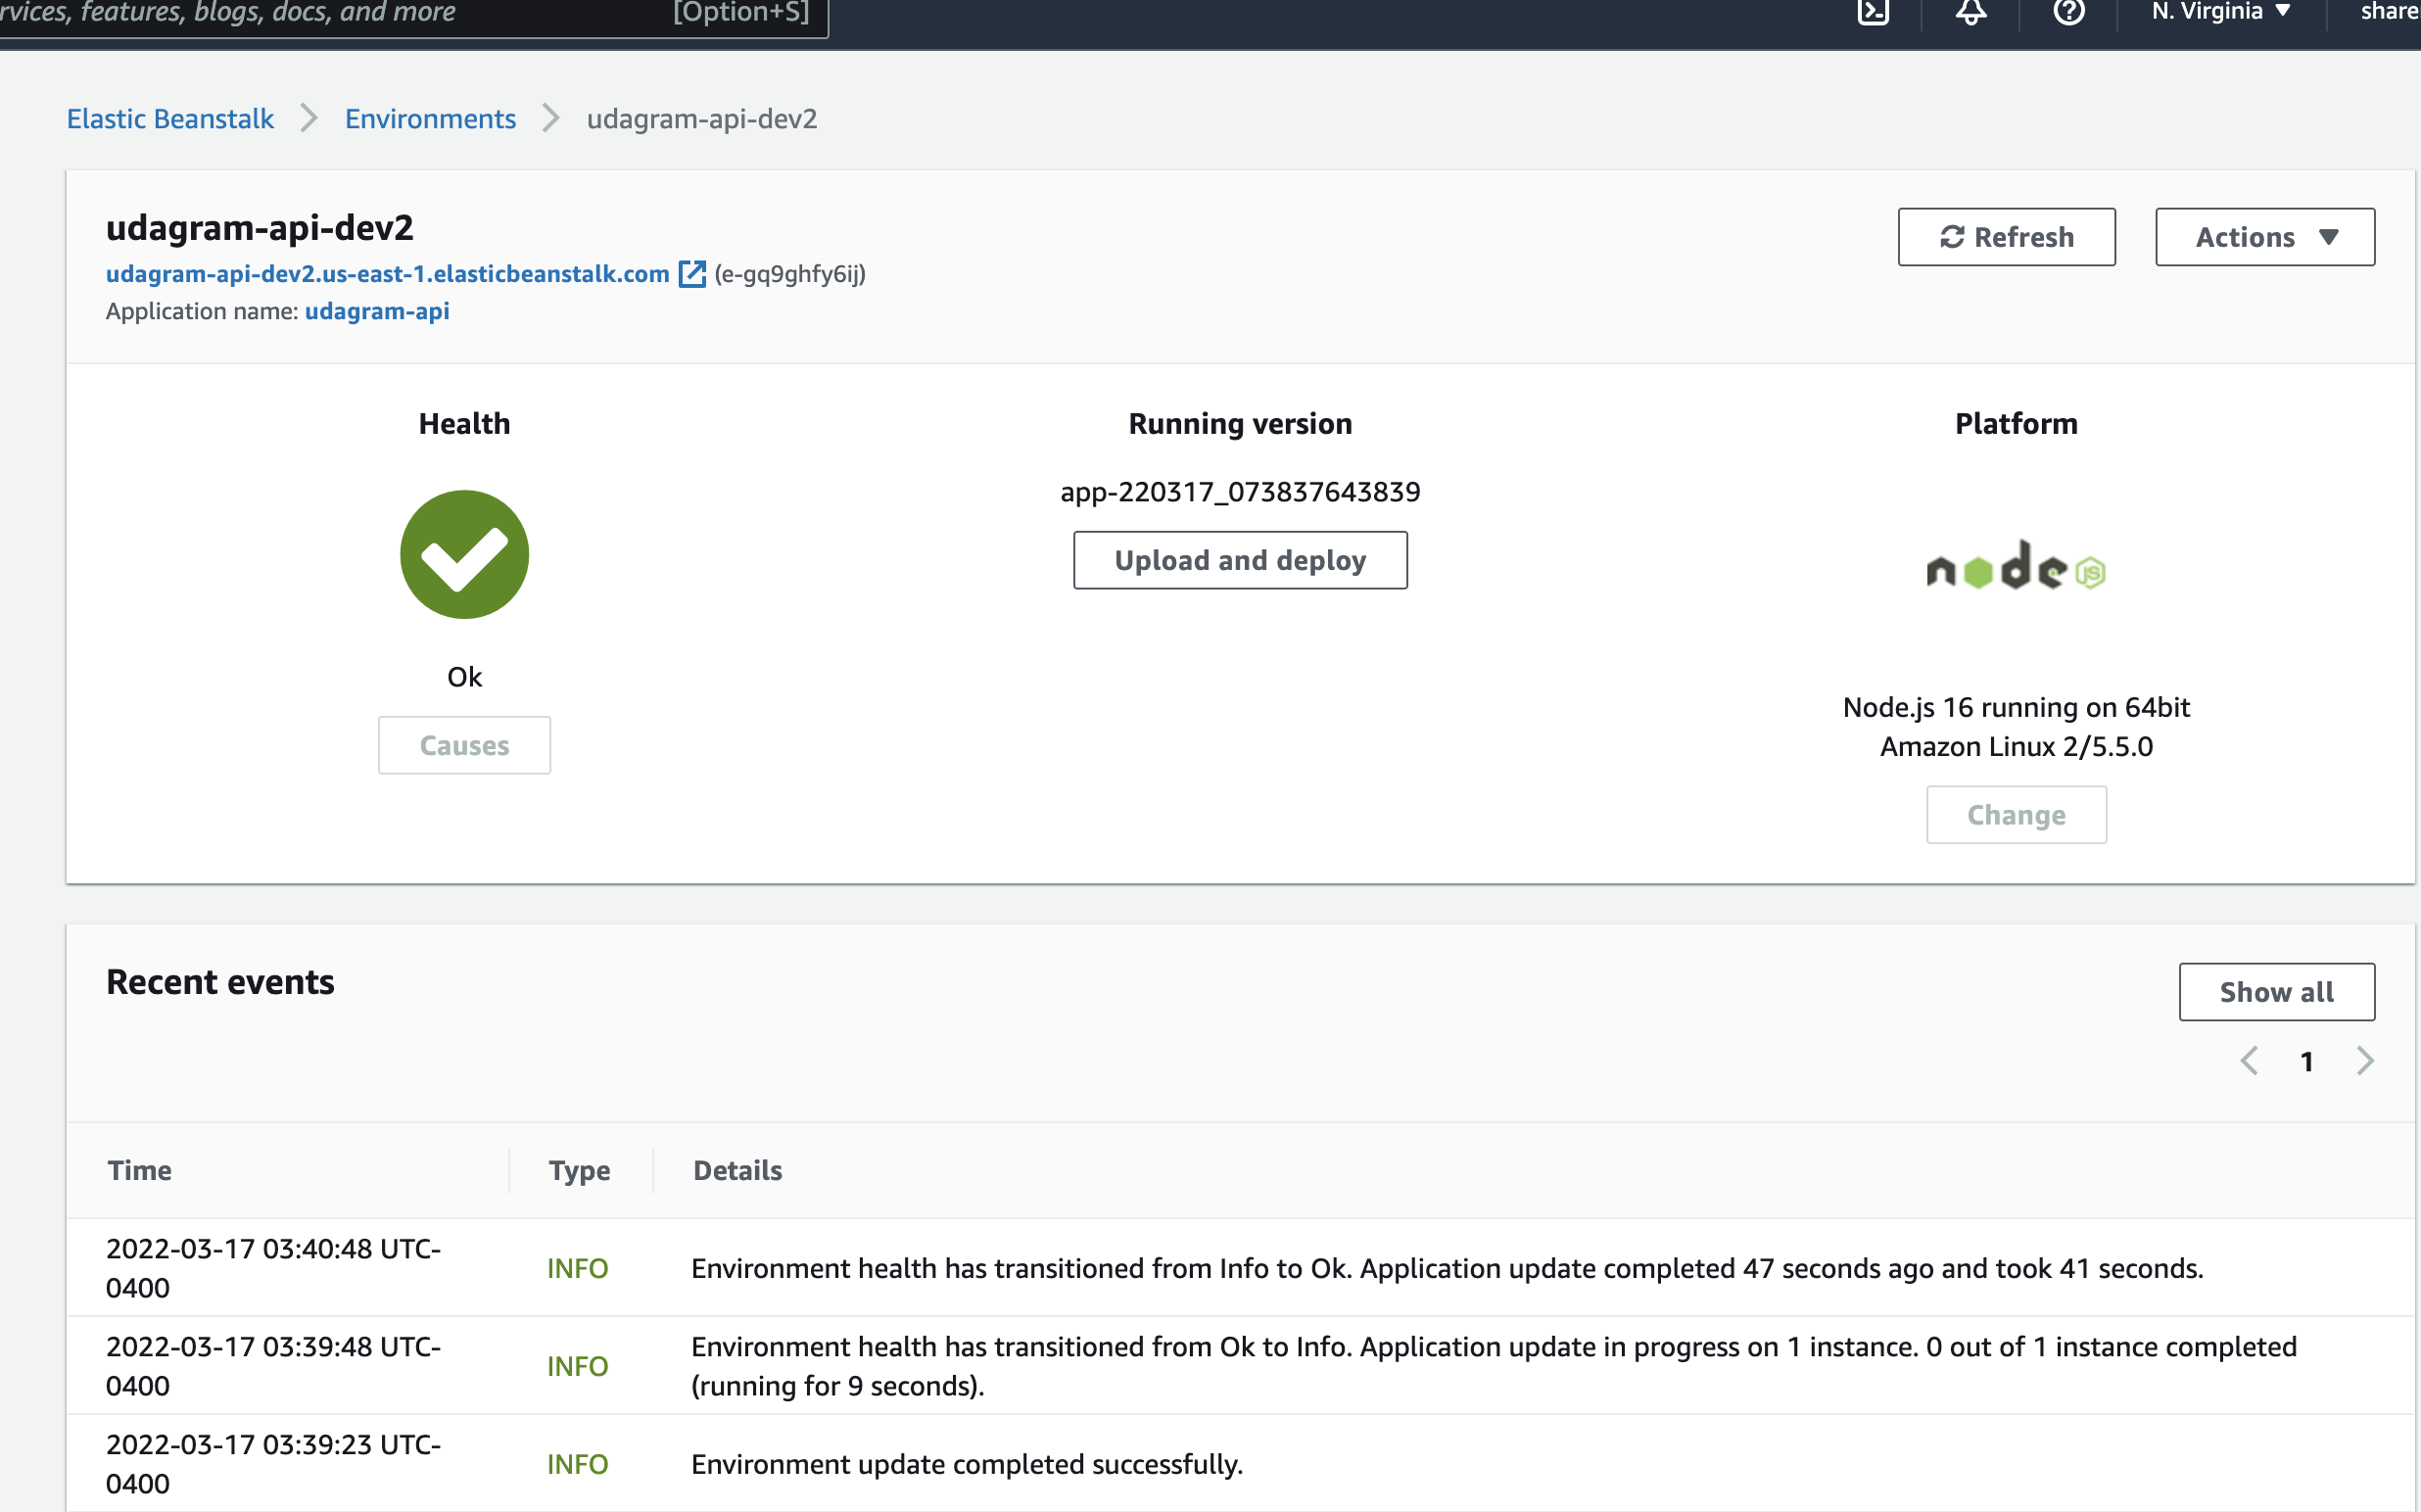 rvices, features, blogs, docs, and more [Option+S] N. Virginia share
Elastic Beanstalk Environments udagram-api-dev2
udagram-api-dev2
Refresh Actions
udagram-api-dev2.us-east-1.elasticbeanstalk.com (e-gq9ghfy6ij)
Application name: udagram-api
Health Running version Platform
app-220317_073837643839
Upload and deploy
node JS
Ok
Causes
Node.js 16 running on 64bit
Amazon Linux 2/5.5.0
Change
Recent events
Show all
1
Time Type Details
2022-03-17 03:40:48 UTC-
0400
INFO
Environment health has transitioned from Info to Ok. Application update completed 47 seconds ago and took 41 seconds.
2022-03-17 03:39:48 UTC-
0400
INFO
Environment health has transitioned from Ok to Info. Application update in progress on 1 instance. 0 out of 1 instance completed
(running for 9 seconds).
2022-03-17 03:39:23 UTC-
0400
INFO
Environment update completed successfully.